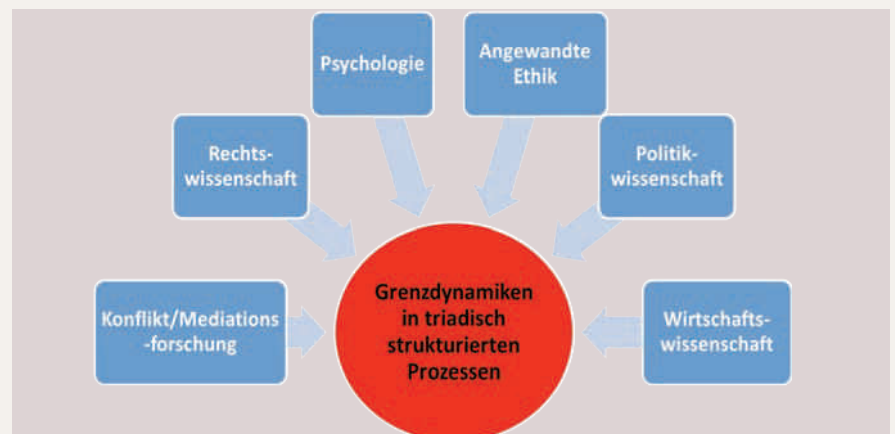 Psychologie
Angewandte
Ethik
Rechts-
wissenschaft
Politik-
wissenschaft
Konflikt/Mediations
-forschung
Grenzdynamiken
in triadisch
strukturierten
Prozessen
Wirtschafts-
wissenschaft